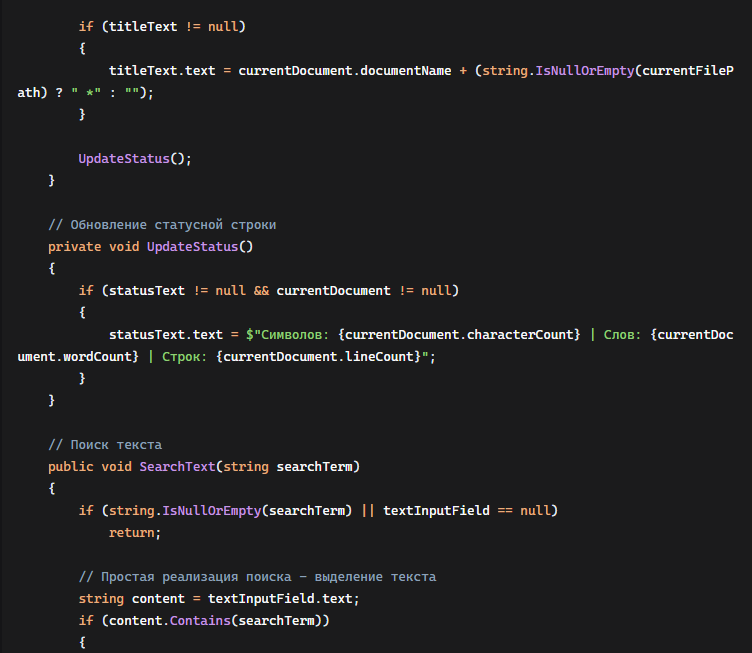 if (titleText != null)
{
titleText.text = currentDocument.documentName + (string.IsNullOrEmpty(currentFileP
ath) ? " *" : "");
}
UpdateStatus();
}
// Обновление статусной строки
private void UpdateStatus()
{
if (statusText != null && currentDocument != null)
{
statusText.text = $"Символов: {currentDocument.characterCount} | Слов: {currentDoc
ument.wordCount} | Строк: {currentDocument.lineCount}";
}
}
// Поиск текста
public void SearchText(string searchTerm)
{
if (string.IsNullOrEmpty(searchTerm) || textInputField == null)
return;
// Простая реализация поиска – выделение текста
string content = textInputField.text;
if (content.Contains(searchTerm))
{